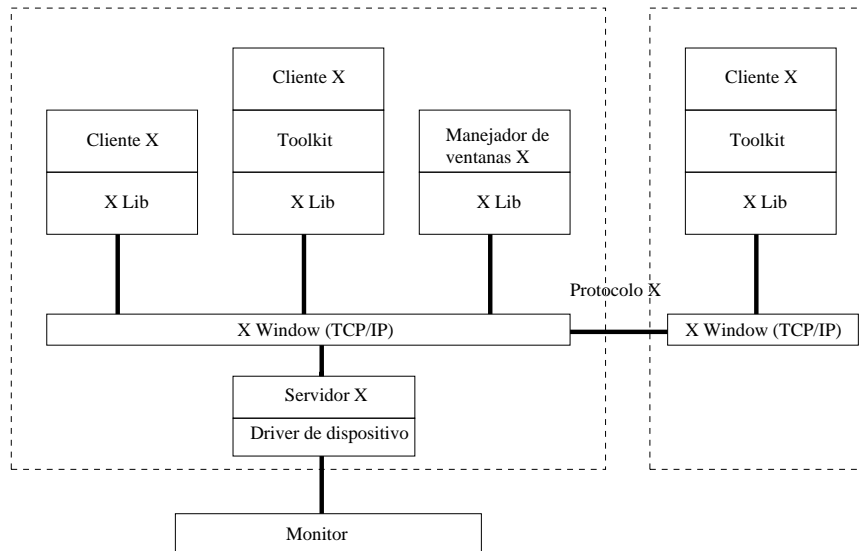 Cliente X
Cliente X
Cliente X
Toolkit
Manejador de
ventanas X
Toolkit
X Lib
X Lib
X Lib
X Lib
Protocolo X
X Window (TCP/IP)
X Window (TCP/IP)
Servidor X
Driver de dispositivo
Monitor